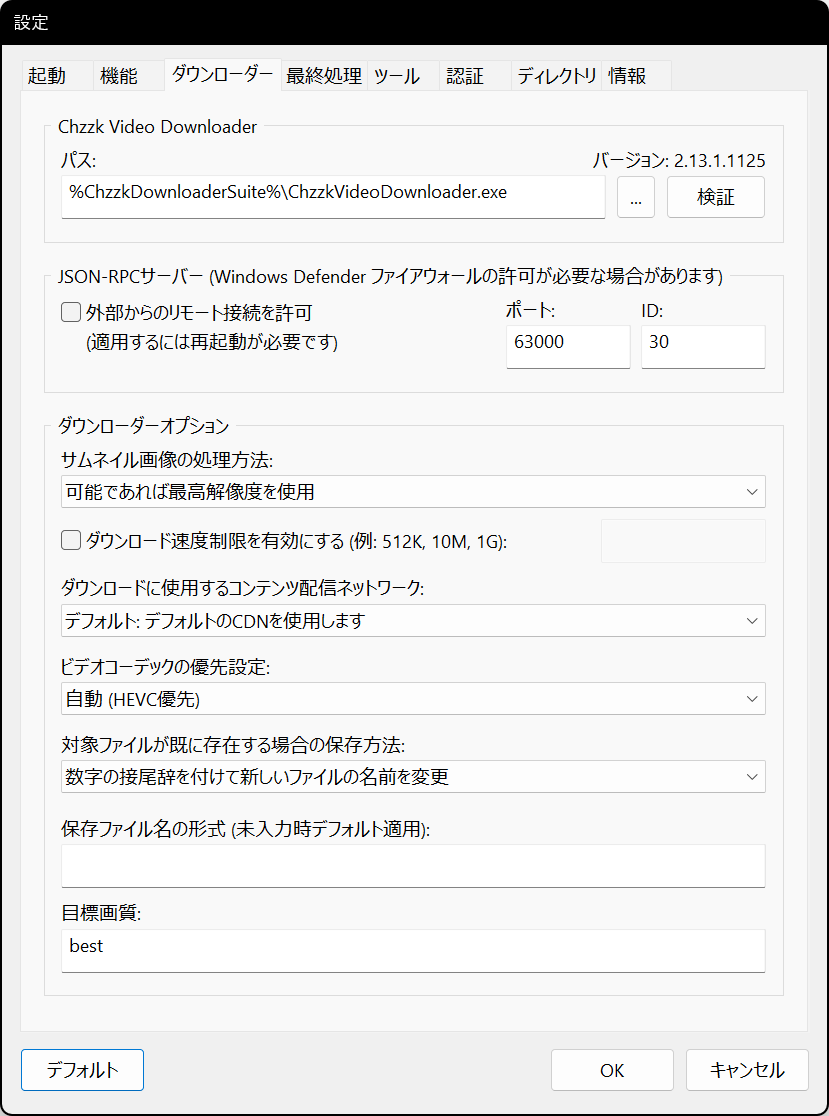 設定
起動 機能 ダウンローダー 最終処理 ツール 認証 ディレクトリ 情報
Chzzk Video Downloader
パス: バージョン: 2.13.1.1125
%ChzzkDownloaderSuite%\ChzzkVideoDownloader.exe ... 検証
JSON-RPCサーバー (Windows Defender ファイアウォールの許可が必要な場合があります)
外部からのリモート接続を許可 ポート: ID:
(適用するには再起動が必要です) 63000 30
ダウンローダーオプション
サムネイル画像の処理方法:
可能であれば最高解像度を使用
ダウンロード速度制限を有効にする (例: 512K, 10M, 1G):
ダウンロードに使用するコンテンツ配信ネットワーク:
デフォルト: デフォルトのCDNを使用します
ビデオコーデックの優先設定:
自動 (HEVC優先)
対象ファイルが既に存在する場合の保存方法:
数字の接尾辞を付けて新しいファイルの名前を変更
保存ファイル名の形式 (未入力時デフォルト適用):
目標画質:
best
デフォルト OK キャンセル